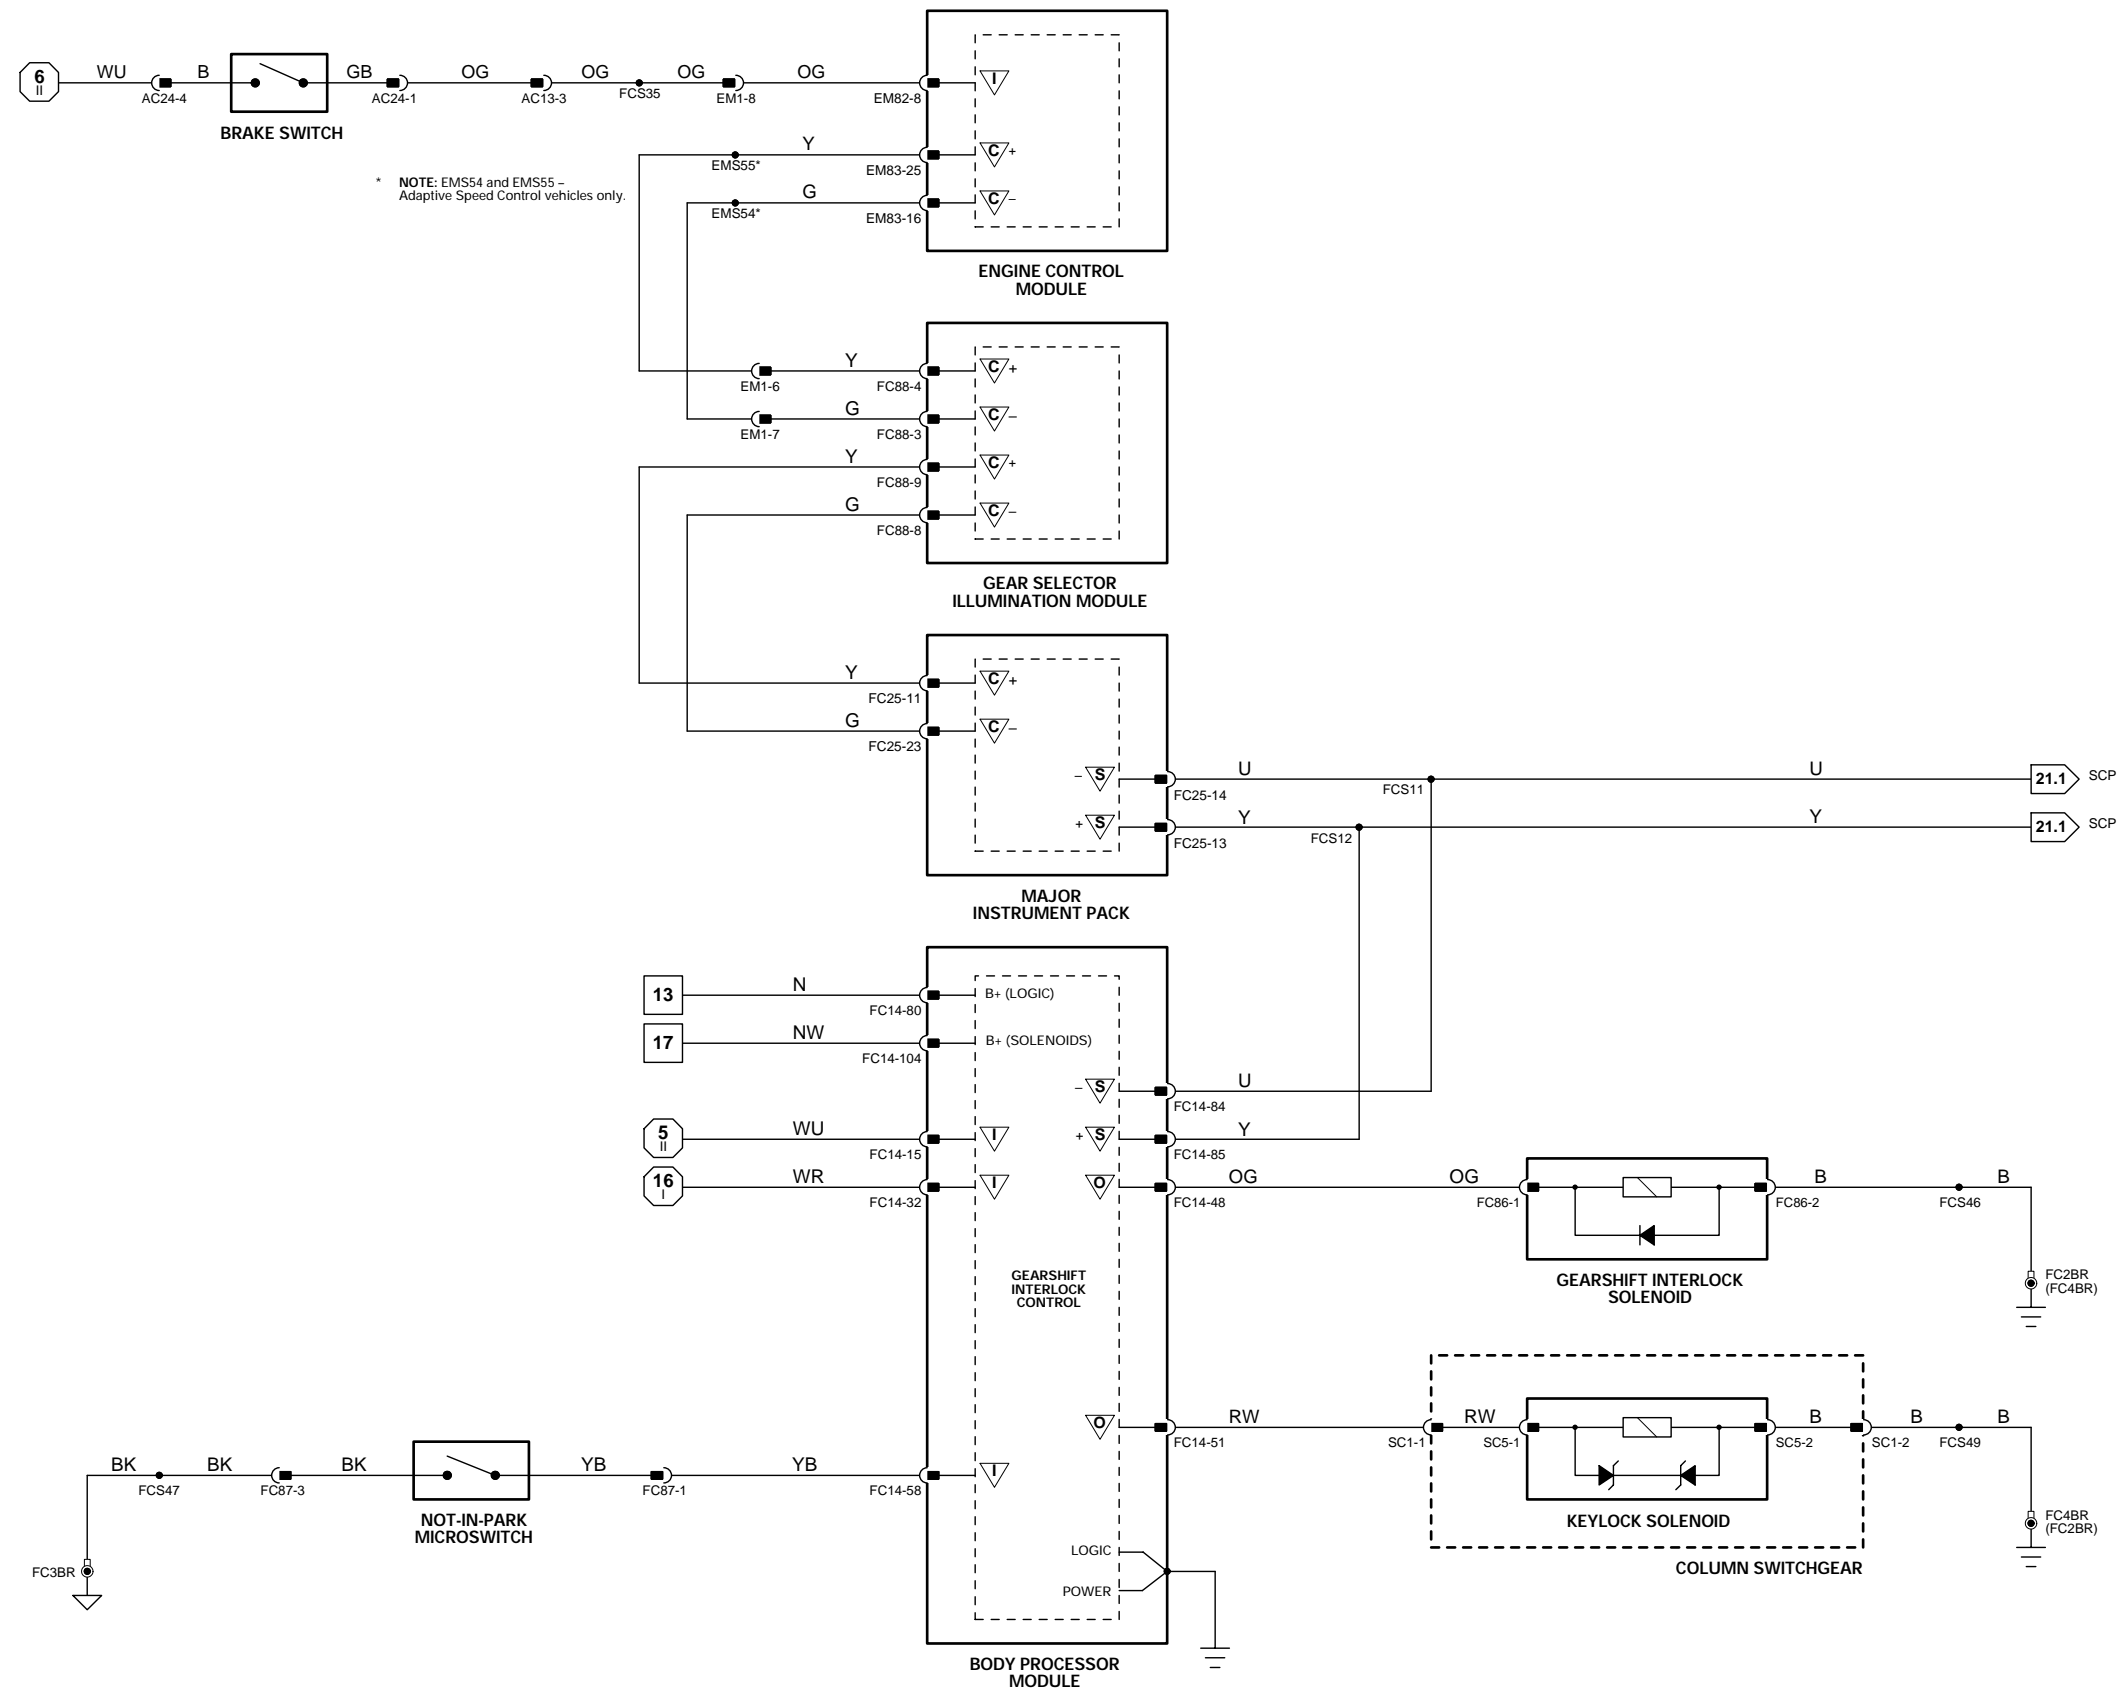 6
II
WU
AC24-4
B
BRAKE SWITCH
GB
AC24-1
OG
AC13-3
OG
FCS35
OG
EM1-8
OG
EM82-8
I
* NOTE: EMS54 and EMS55 –
Adaptive Speed Control vehicles only.
EMS55*
Y
EM83-25
C +
EMS54*
G
EM83-16
C –
ENGINE CONTROL
MODULE
EM1-6
Y
FC88-4
C +
EM1-7
G
FC88-3
C –
Y
FC88-9
C +
G
FC88-8
C –
GEAR SELECTOR
ILLUMINATION MODULE
Y
FC25-11
C +
G
FC25-23
C –
– S
FC25-14
U
FCS11
U
21.1
SCP
+ S
FC25-13
Y
FCS12
Y
21.1
SCP
MAJOR
INSTRUMENT PACK
13
N
FC14-80
B+ (LOGIC)
17
NW
FC14-104
B+ (SOLENOIDS)
– S
FC14-84
U
5
II
WU
FC14-15
I
+ S
FC14-85
Y
16
I
WR
FC14-32
I
O
FC14-48
OG
OG
FC86-1
FC86-2
B
FCS46
B
GEARSHIFT INTERLOCK
SOLENOID
FC2BR
(FC4BR)
GEARSHIFT
INTERLOCK
CONTROL
O
FC14-51
RW
SC1-1
RW
SC5-1
SC5-2
B
SC1-2
B
FCS49
B
KEYLOCK SOLENOID
COLUMN SWITCHGEAR
FC4BR
(FC2BR)
BK
FCS47
BK
FC87-3
BK
NOT-IN-PARK
MICROSWITCH
YB
FC87-1
YB
FC14-58
I
FC3BR
LOGIC
POWER
BODY PROCESSOR
MODULE